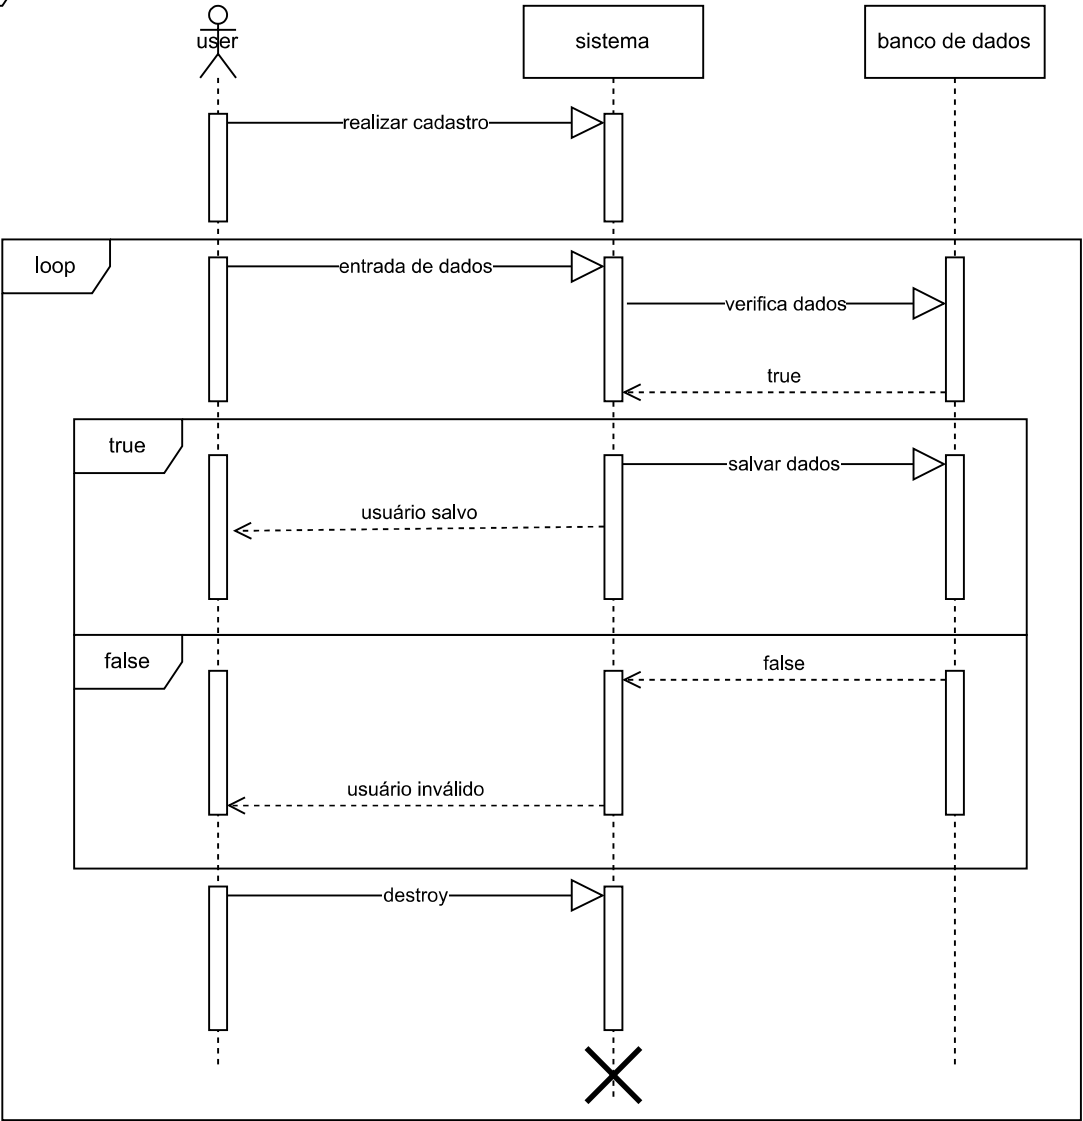 user
sistema
banco de dados
realizar cadastro
loop
entrada de dados
verifica dados
true
true
salvar dados
usuário salvo
false
false
usuário inválido
destroy